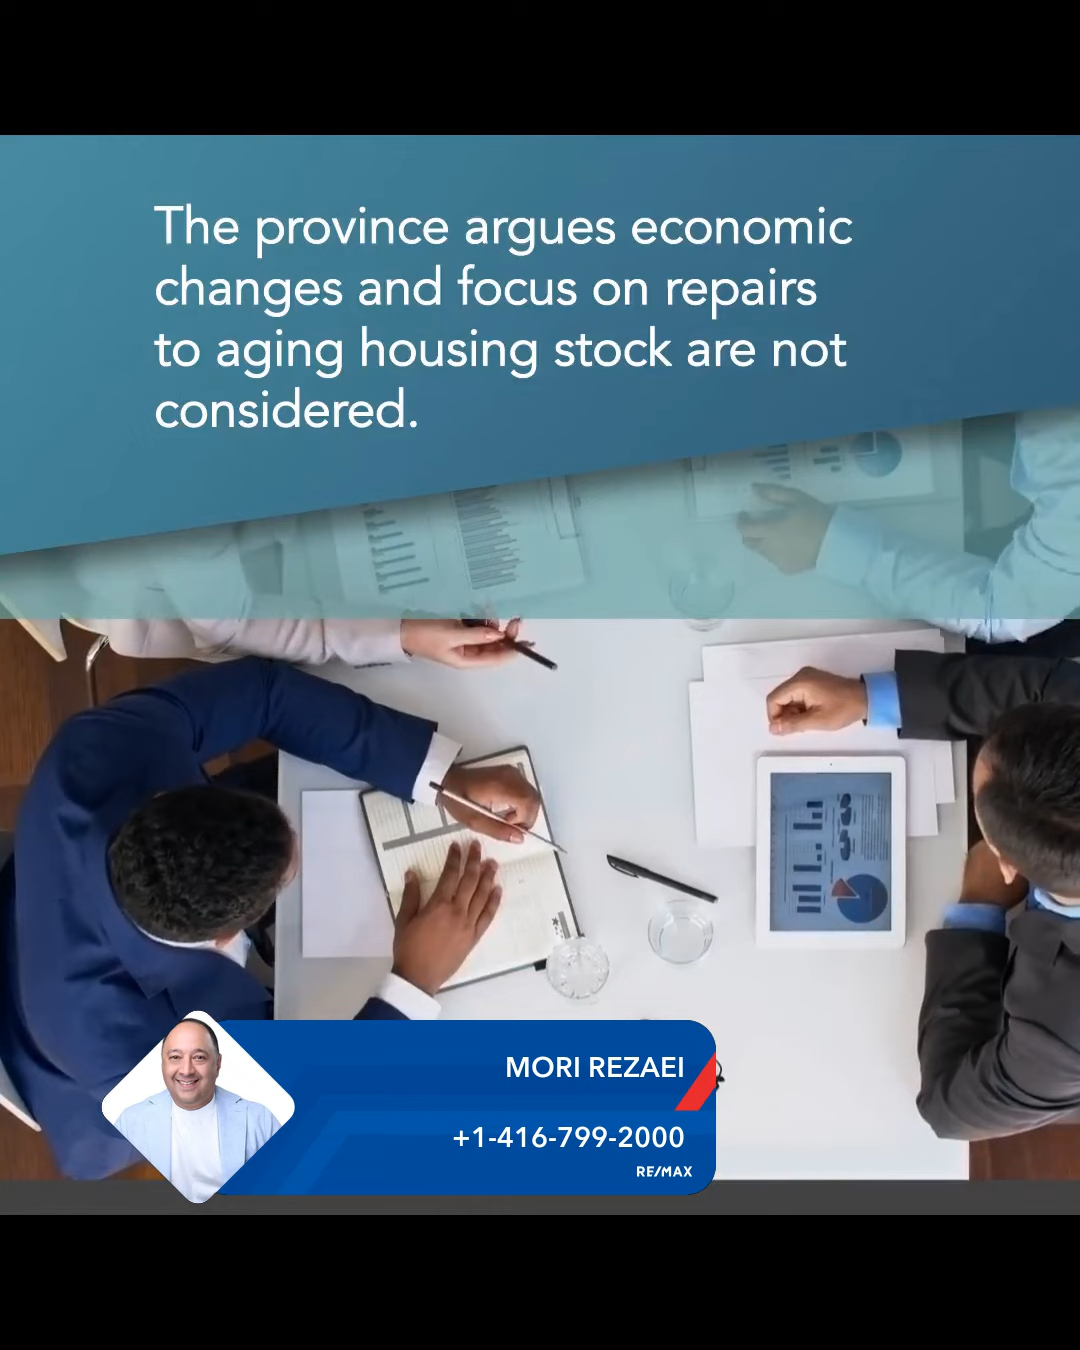 The province argues economic
changes and focus on repairs
to aging housing stock are not
considered.
MORI REZAEI
+1-416-799-2000
RE/MAX